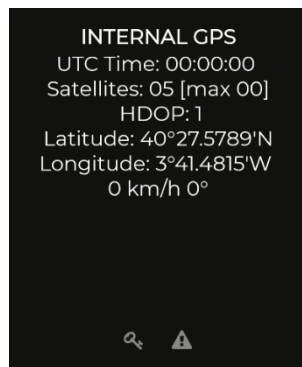 INTERNAL GPS
UTC Time: 00:00:00
Satellites: 05 [max 00]
HDOP: 1
Latitude: 40°27.5789'N
Longitude: 3°41.4815'W
0 km/h 0°